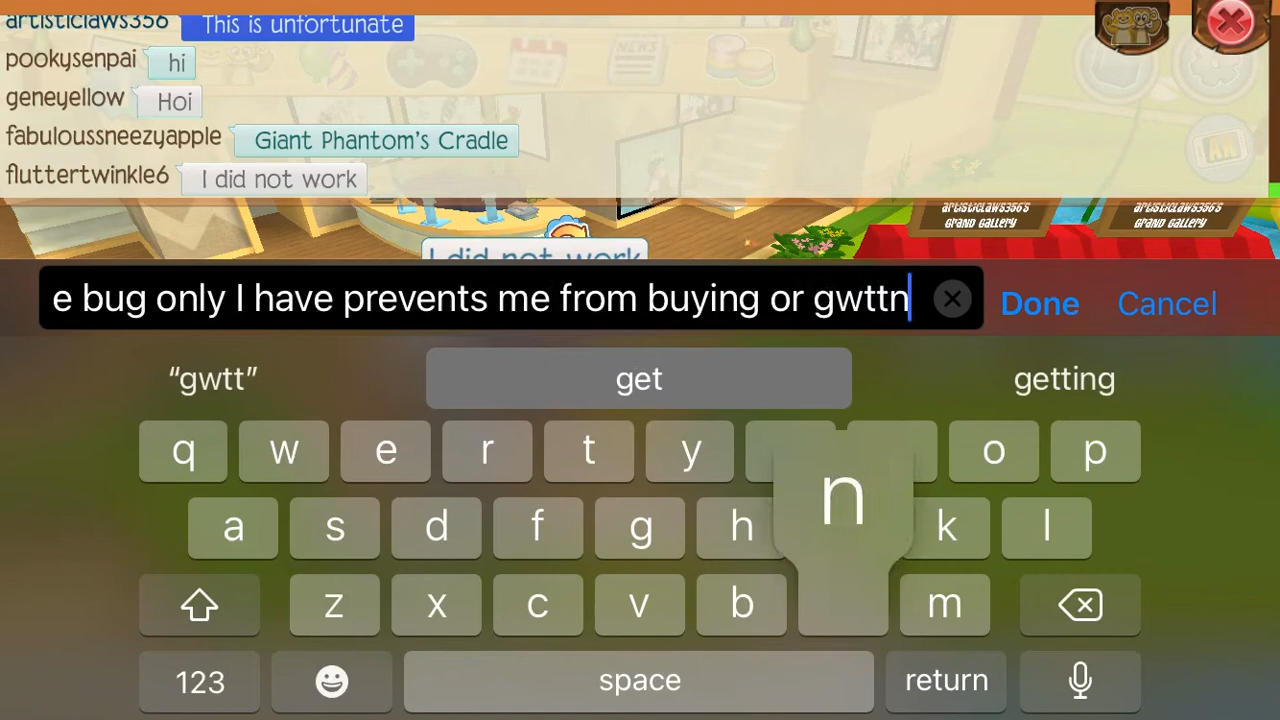 artisticlaws356 This is unfortunate
pookysenpai hi
NEWS
geneyellow Hoi
fabuloussneezyapple Giant Phantom's Cradle
fluttertwinkle6 I did not work
artisticlaws356's GRAND GALLERY
artisticlaws356's GRAND GALLERY
I did not work
e bug only I have prevents me from buying or gwttn
Done
Cancel
“gwtt” get getting
q w e r t y o p
a s d f g h k l
n
z x c v b m
123 space return